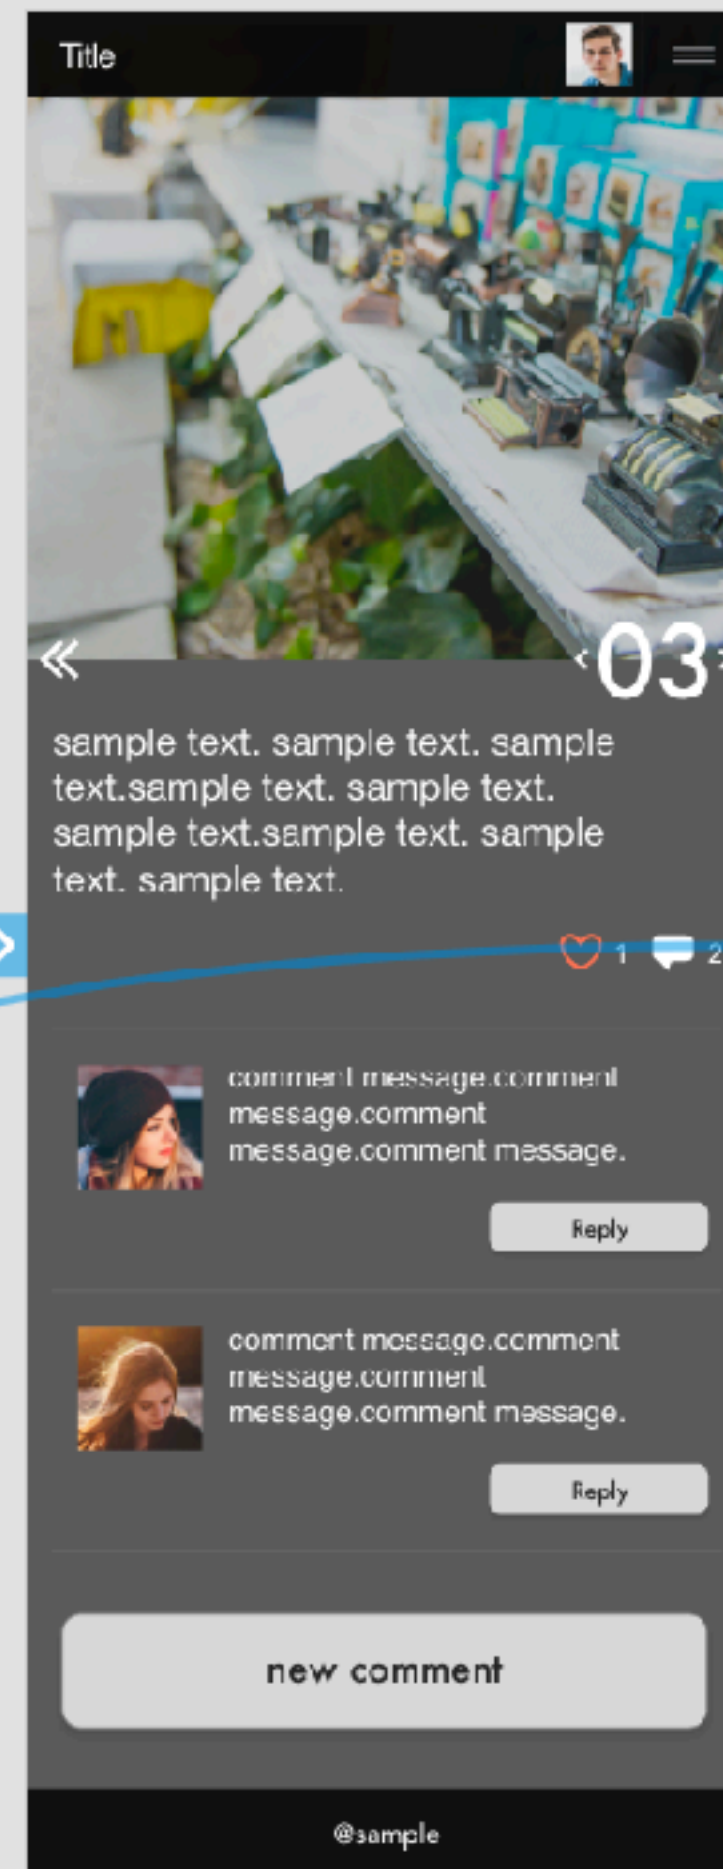 Title
03
sample text. sample text. sample
text.sample text. sample text.
sample text.sample text. sample
text. sample text.
1 2
comment message.comment
message.comment
message.comment message.
Reply
comment message.comment
message.comment
message.comment message.
Reply
new comment
@sample